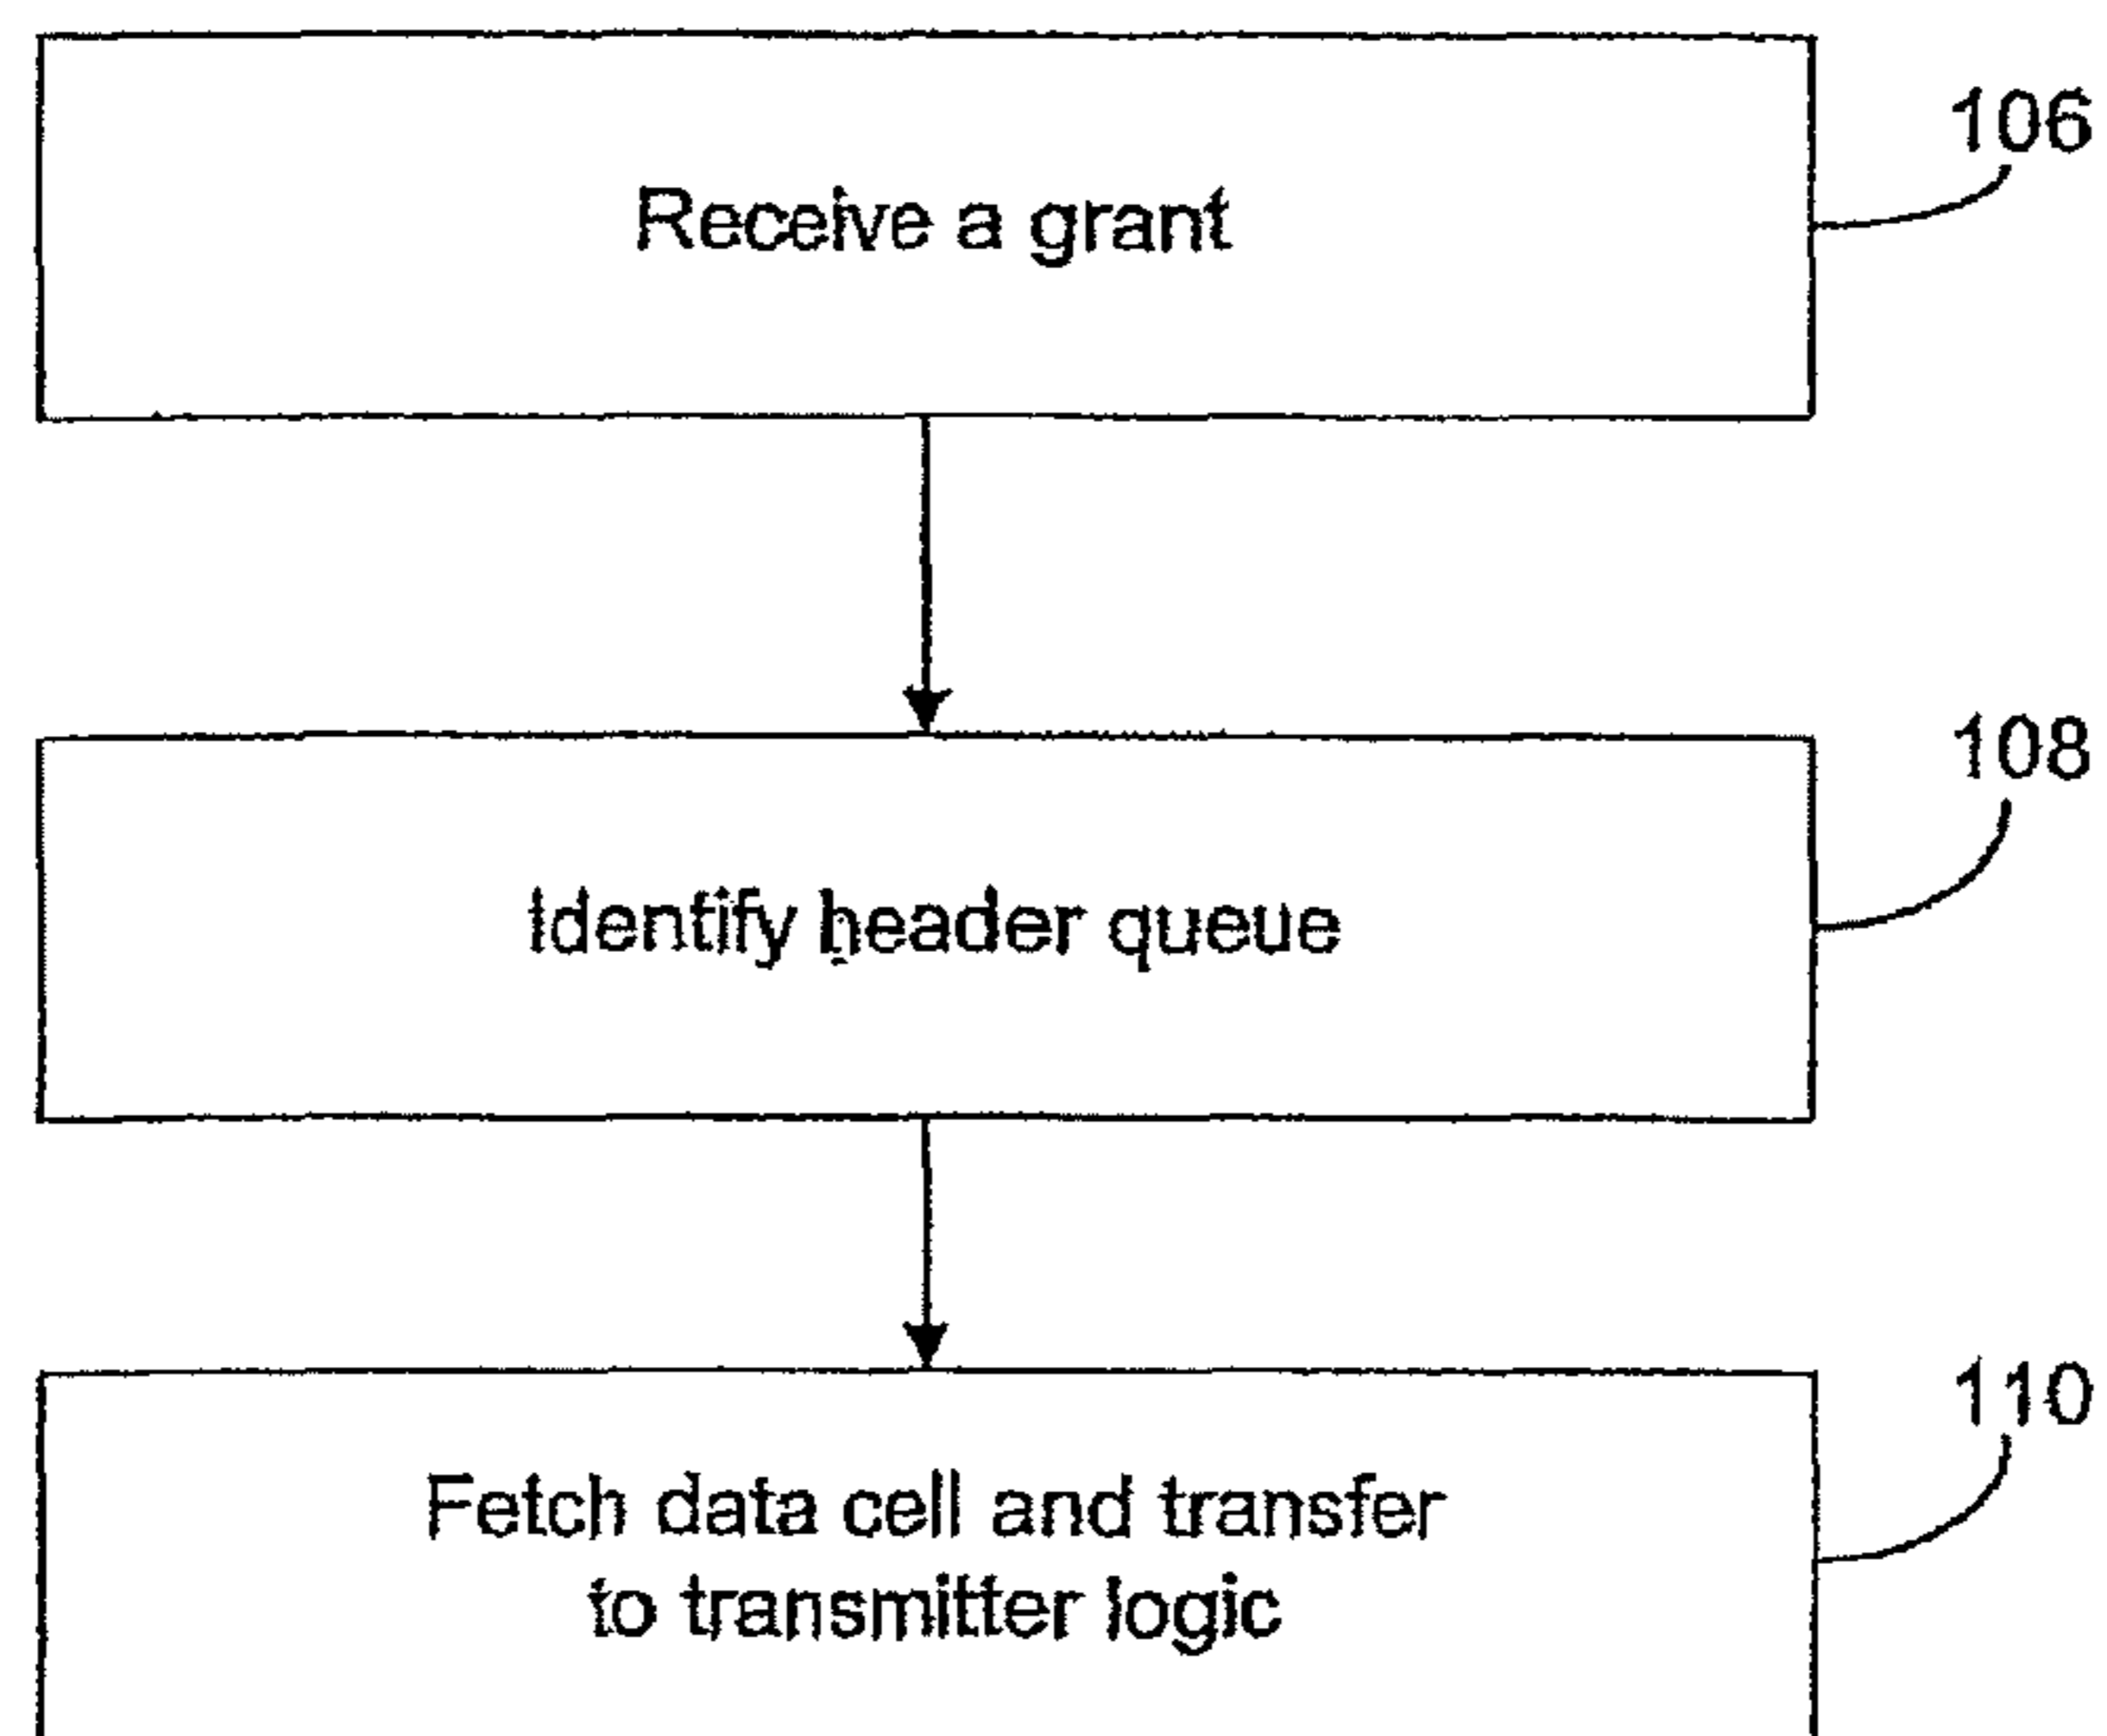 106
Receive a grant
108
Identify header queue
110
Fetch data cell and transfer
to transmitter logic